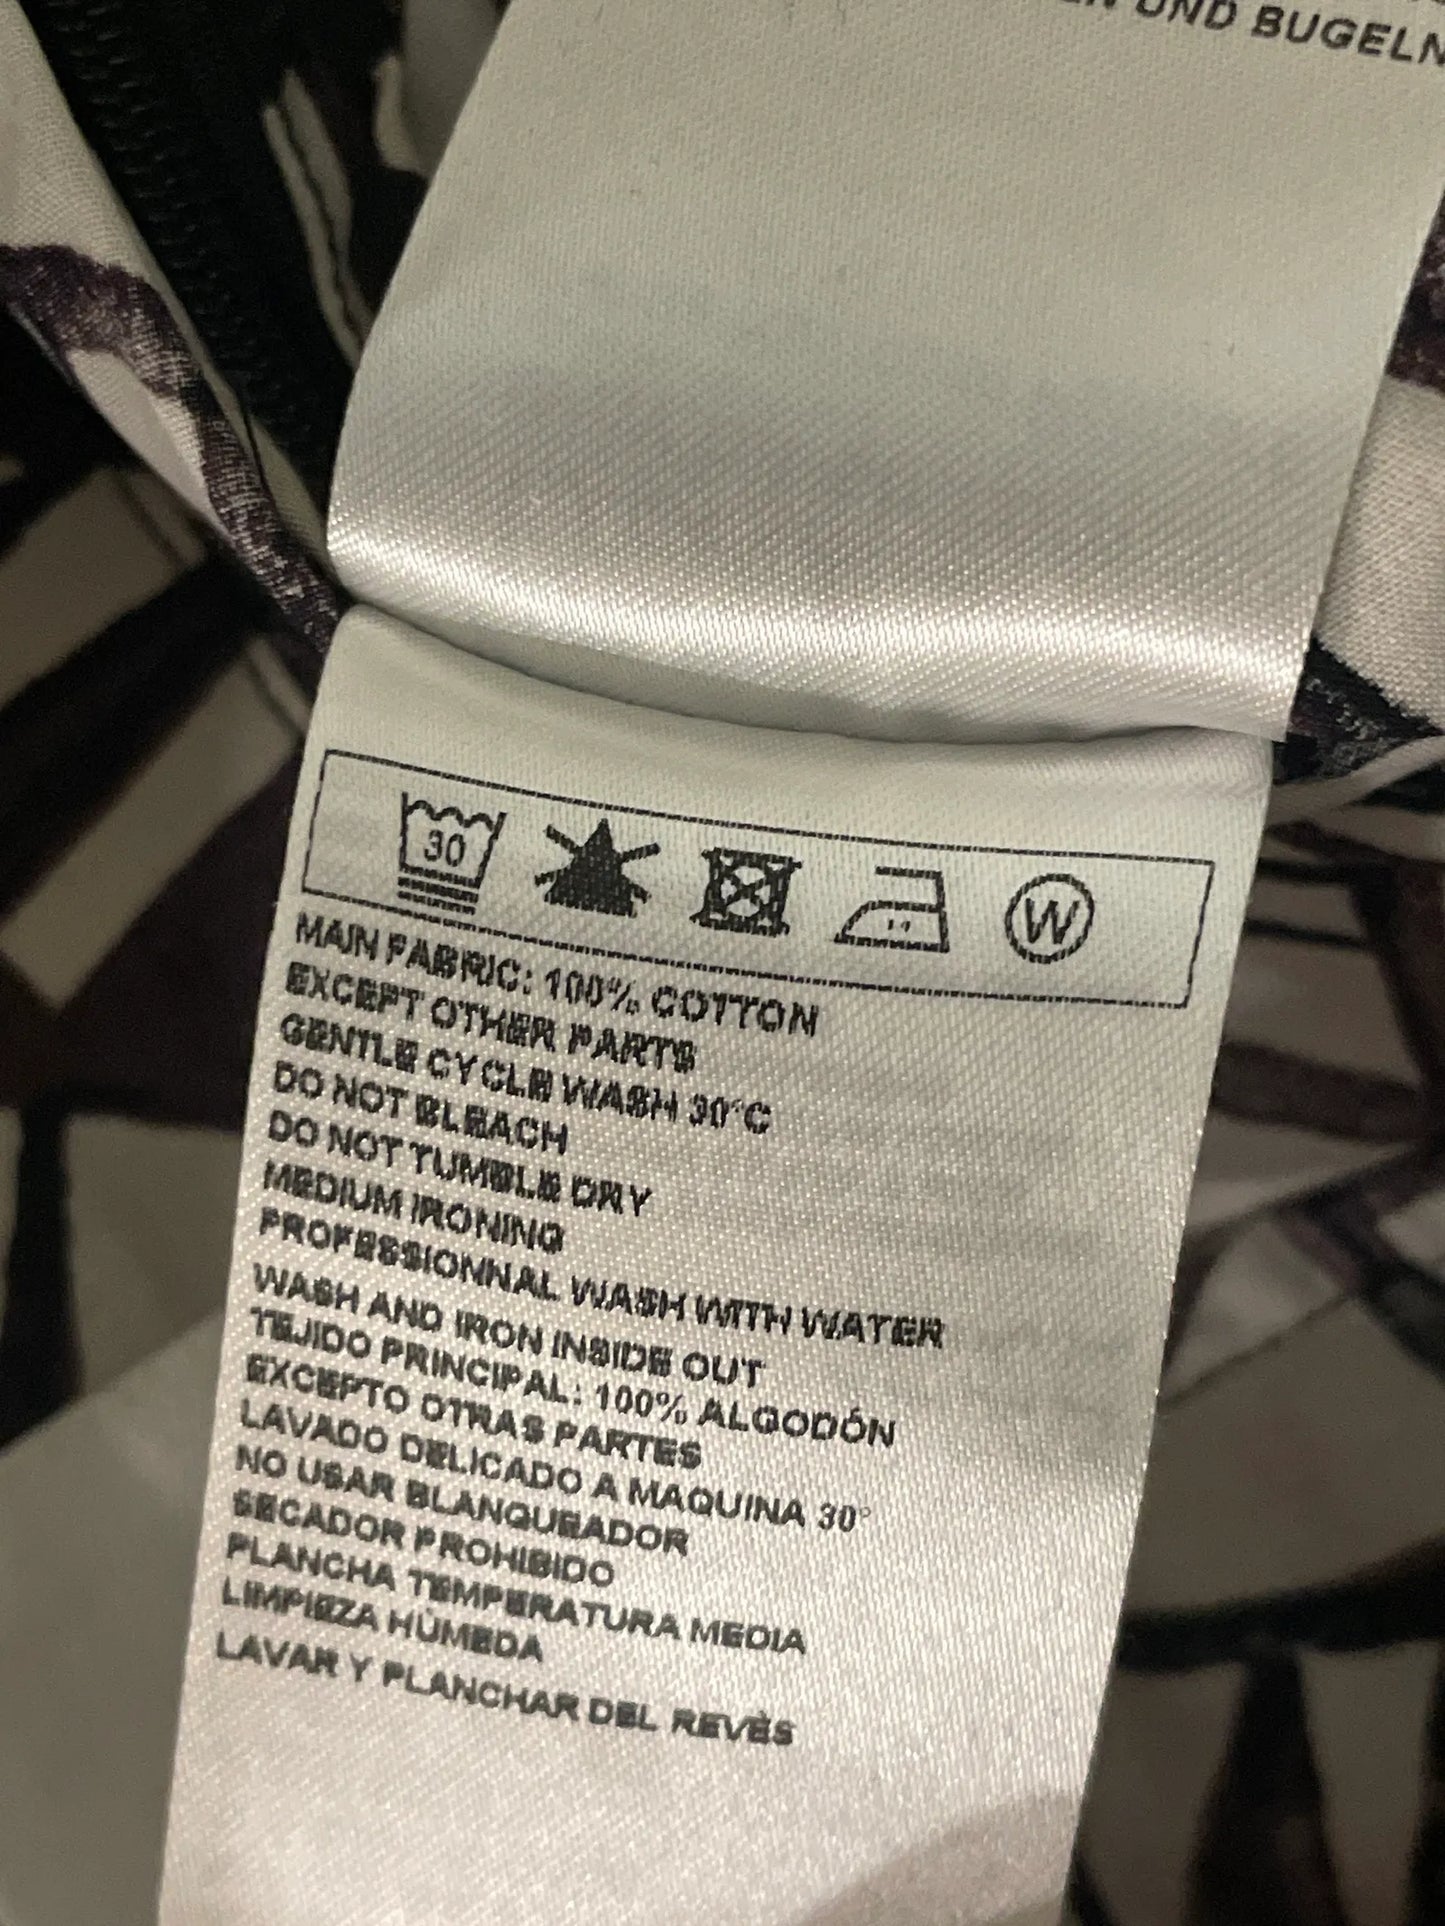 UND BUGELN
30
W
MAIN FABRIC: 100% COTTON
EXCEPT OTHER PARTS
GENTLE CYCLE WASH 30°C
DO NOT BLEACH
DO NOT TUMBLE DRY
MEDIUM IRONING
PROFESSIONNAL WASH WITH WATER
WASH AND IRON INSIDE OUT
TEJIDO PRINCIPAL: 100% ALGODÓN
EXCEPTO OTRAS PARTES
LAVADO DELICADO A MAQUINA 30°
NO USAR BLANQUEADOR
SECADOR PROHIBIDO
PLANCHA TEMPERATURA MEDIA
LIMPIEZA HÚMEDA
LAVAR Y PLANCHAR DEL REVÉS